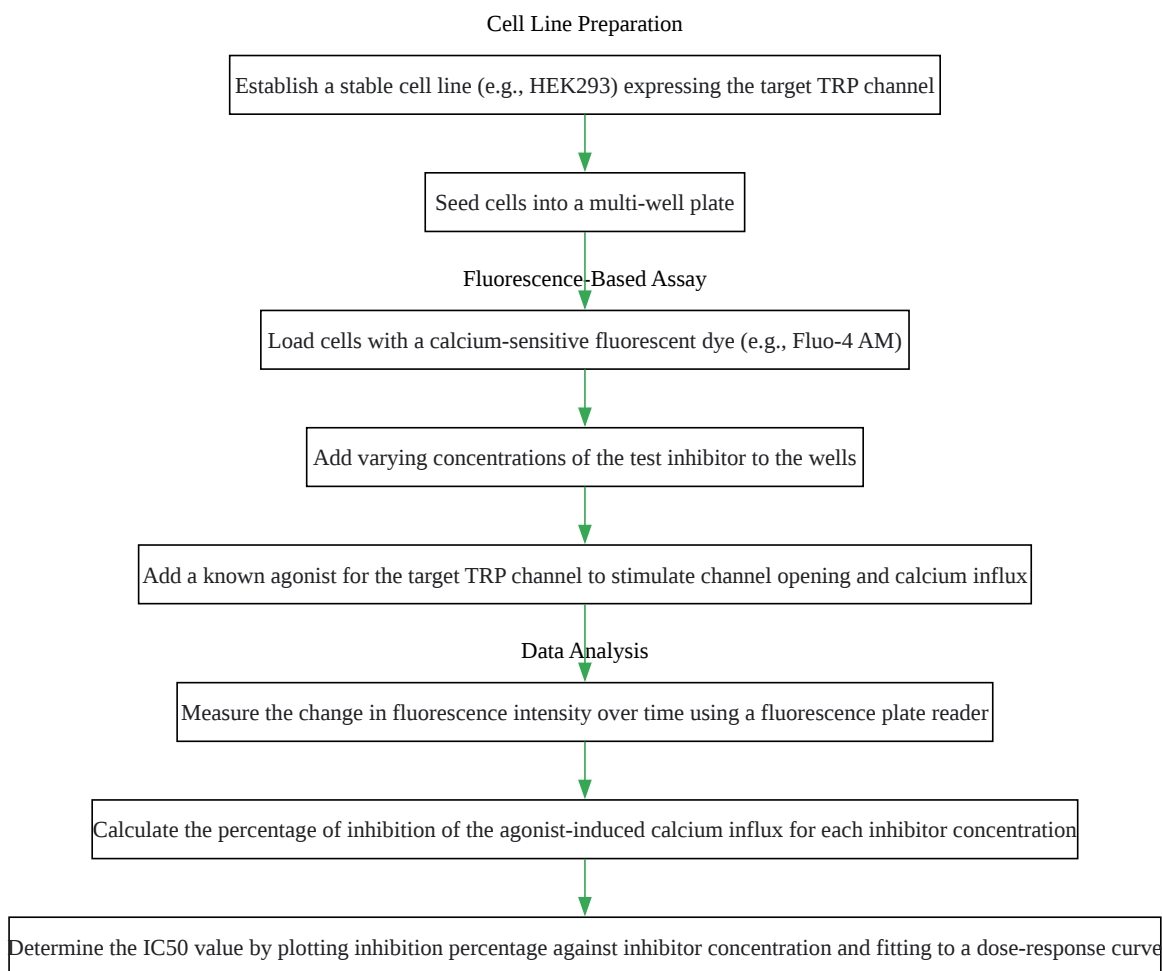 Cell Line Preparation
Establish a stable cell line (e.g., HEK293) expressing the target TRP channel
Seed cells into a multi-well plate
Fluorescence-Based Assay
Load cells with a calcium-sensitive fluorescent dye (e.g., Fluo-4 AM)
Add varying concentrations of the test inhibitor to the wells
Add a known agonist for the target TRP channel to stimulate channel opening and calcium influx
Data Analysis
Measure the change in fluorescence intensity over time using a fluorescence plate reader
Calculate the percentage of inhibition of the agonist-induced calcium influx for each inhibitor concentration
Determine the IC50 value by plotting inhibition percentage against inhibitor concentration and fitting to a dose-response curve